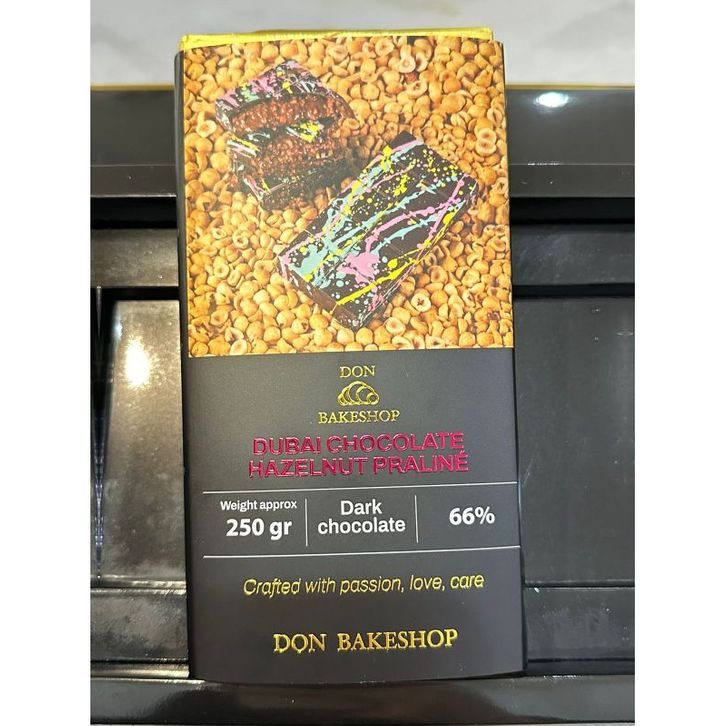 DON
BAKESHOP
DUBAI CHOCOLATE
HAZELNUT PRALINÉ
Weight approx
250 gr
Dark
chocolate
66%
Crafted with passion, love, care
DON BAKESHOP